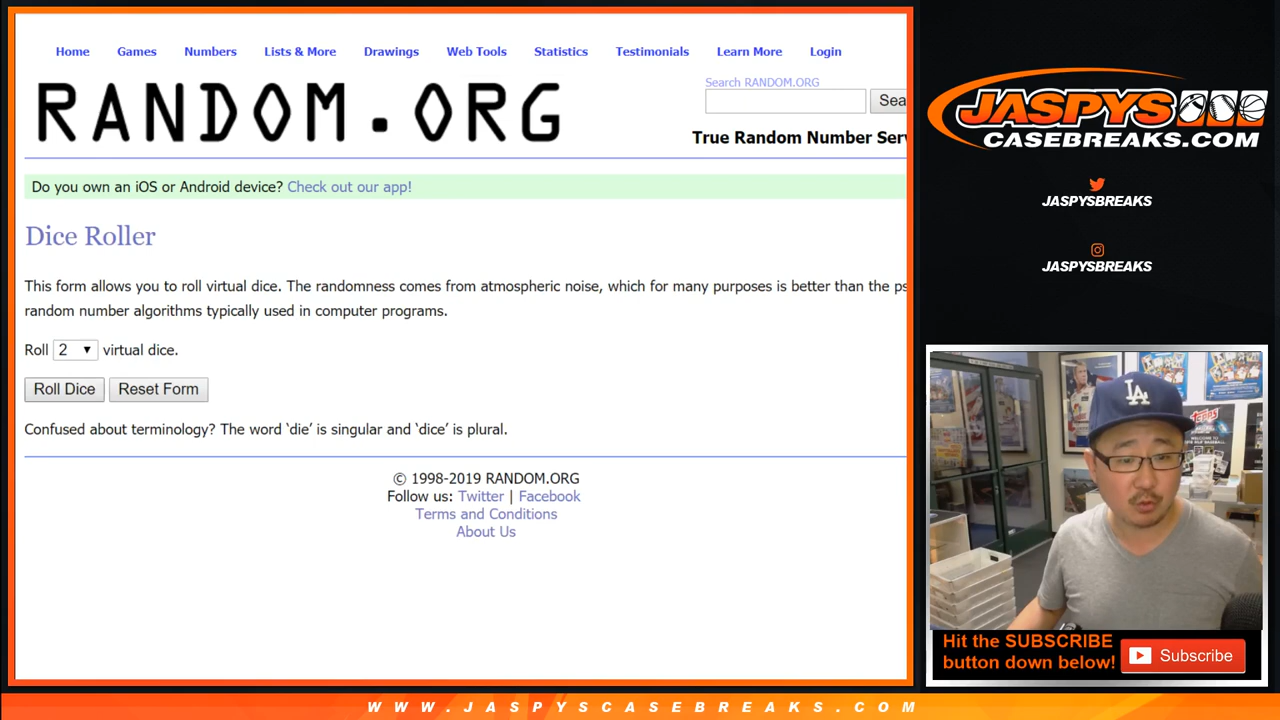 Home Games Numbers Lists & More Drawings Web Tools Statistics Testimonials Learn More Login
RANDOM.ORG
Search RANDOM.ORG
Sea
True Random Number Serv
Do you own an iOS or Android device? Check out our app!
Dice Roller
This form allows you to roll virtual dice. The randomness comes from atmospheric noise, which for many purposes is better than the ps
random number algorithms typically used in computer programs.
Roll 2 virtual dice.
Roll Dice Reset Form
Confused about terminology? The word ‘die’ is singular and ‘dice’ is plural.
© 1998-2019 RANDOM.ORG
Follow us: Twitter | Facebook
Terms and Conditions
About Us
JASPYS
CASEBREAKS.COM
JASPYSBREAKS
JASPYSBREAKS
LA
TOPPS
Hit the SUBSCRIBE
button down below!
Subscribe
WWW.JASPYSCASEBREAKS.COM